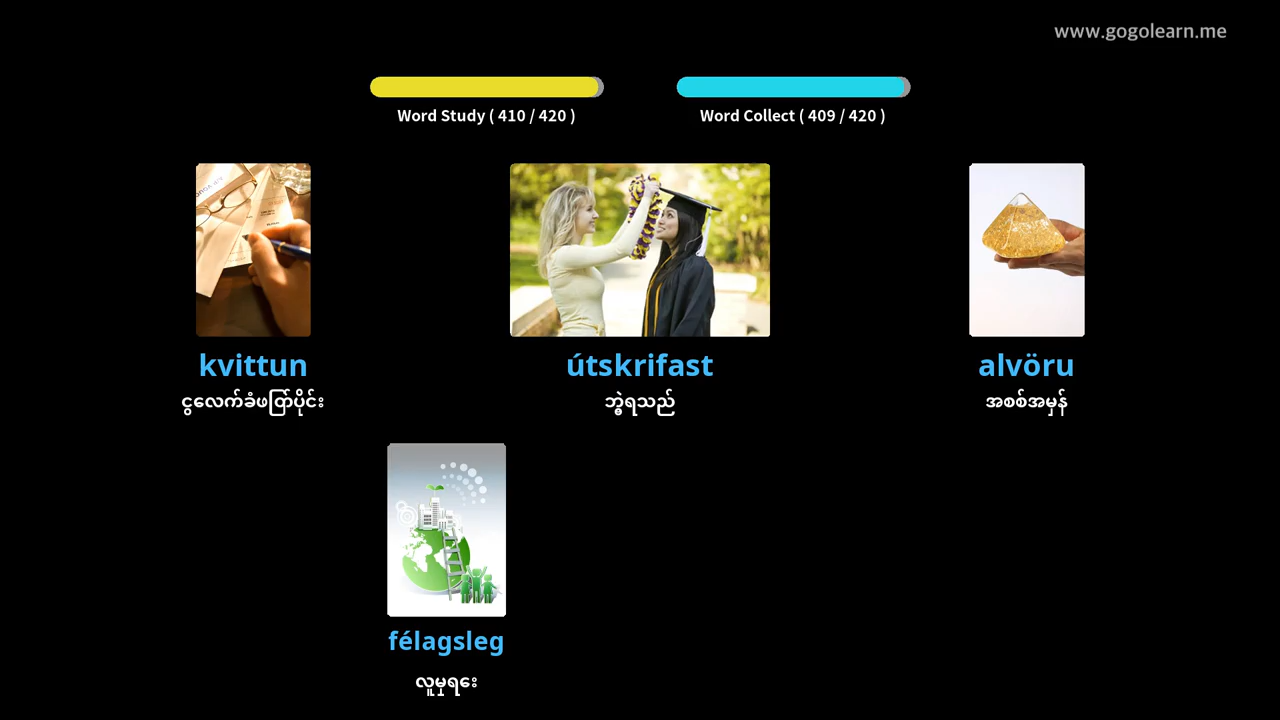 www.gogolearn.me
Word Study ( 410 / 420 )
Word Collect ( 409 / 420 )
kvittun
ငွလေက်ခံဖြတ်ပိုင်း
útskrifast
ဘွဲ့ရသည်
alvöru
အစစ်အမှန်
félagsleg
လူမှုရေး